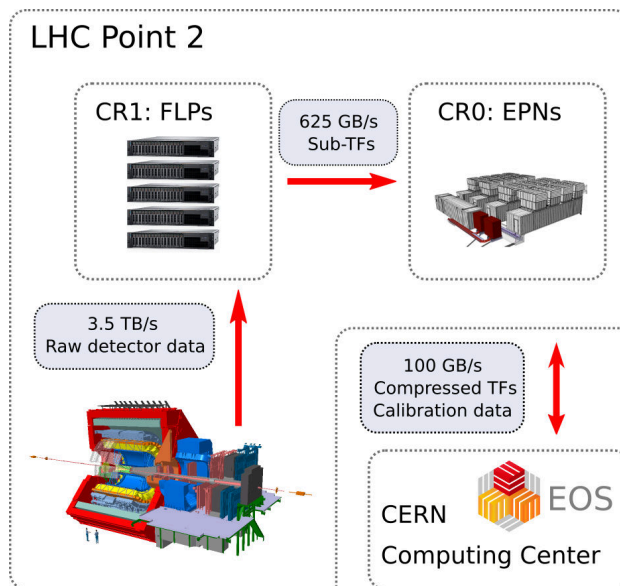 LHC Point 2
CR1: FLPs
625 GB/s
Sub-TFs
CR0: EPNs
3.5 TB/s
Raw detector data
100 GB/s
Compressed TFs
Calibration data
EOS
CERN
Computing Center